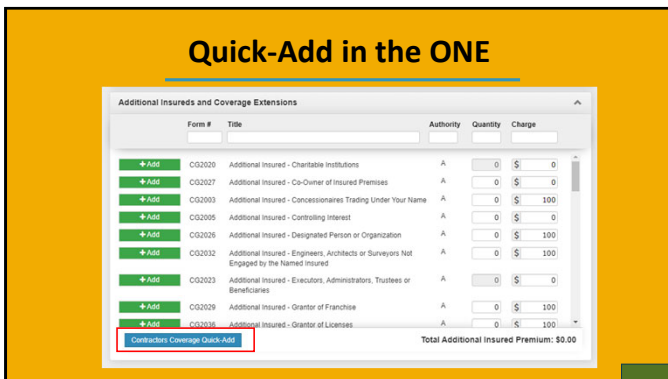 Quick-Add in the ONE
Additional Insureds and Coverage Extensions
Form # Title Authority Quantity Charge
+ Add CG2020 Additional Insured - Charitable Institutions A 0 $ 0
+ Add CG2027 Additional Insured - Co-Owner of Insured Premises A 0 $ 0
+ Add CG2003 Additional Insured - Concessionaires Trading Under Your Name A 0 $ 100
+ Add CG2005 Additional Insured - Controlling Interest A 0 $ 0
+ Add CG2026 Additional Insured - Designated Person or Organization A 0 $ 100
+ Add CG2032 Additional Insured - Engineers, Architects or Surveyors Not A 0 $ 100
Engaged by the Named Insured
+ Add CG2023 Additional Insured - Executors, Administrators, Trustees or A 0 $ 0
Beneficiaries
+ Add CG2029 Additional Insured - Grantor of Franchise A 0 $ 100
+ Add CG2036 Additional Insured - Grantor of Licenses A 0 $ 100
Contractors Coverage Quick-Add Total Additional Insured Premium: $0.00